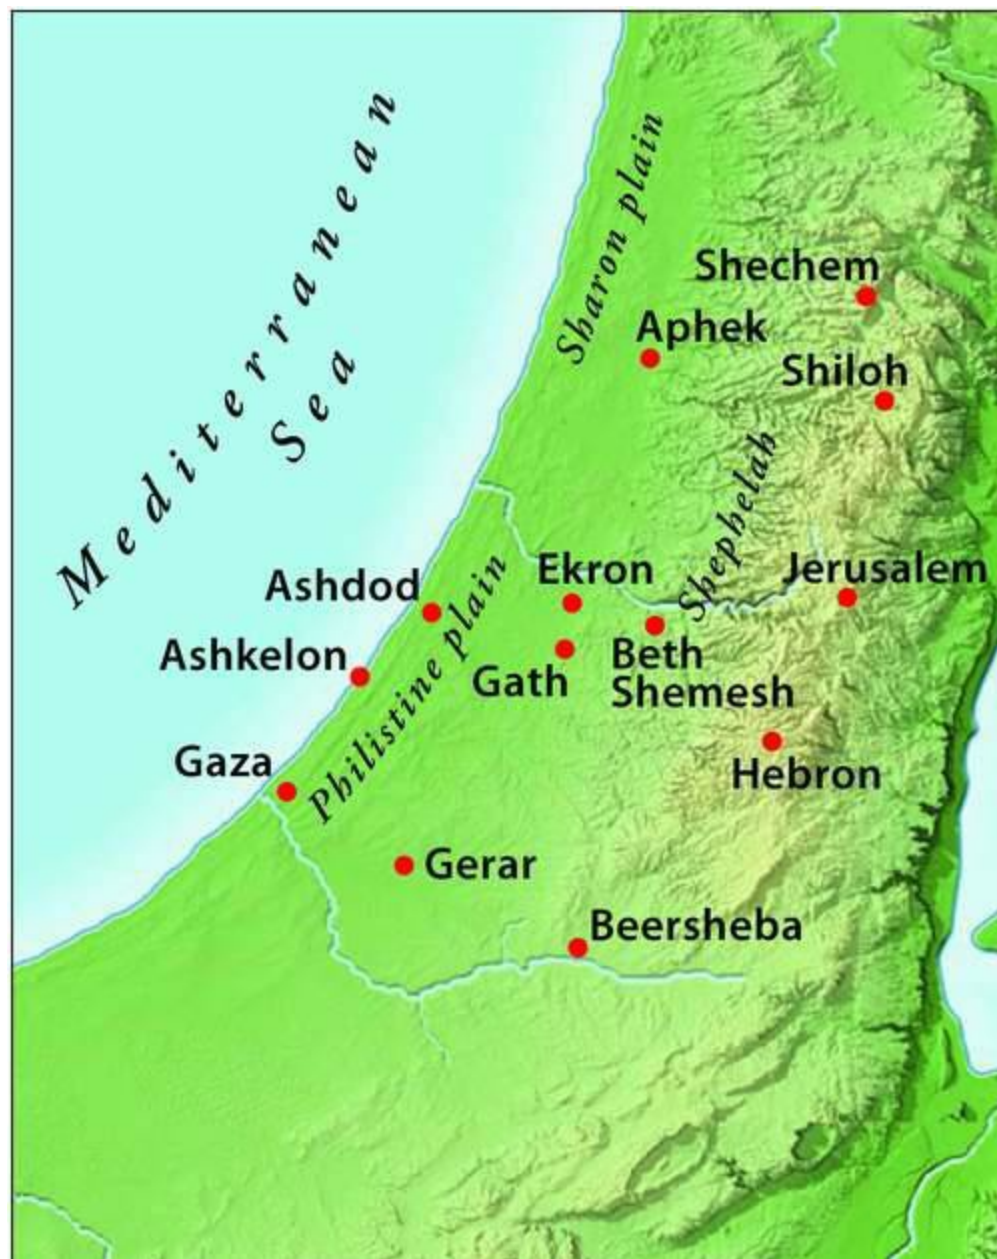 Mediterranean
Sea
Sharon plain
Shechem
Aphek
Shiloh
Shephelah
Jerusalem
Ekron
Ashdod
Philistine plain
Ashkelon
Gath
Beth
Shemesh
Hebron
Gaza
Gerar
Beersheba